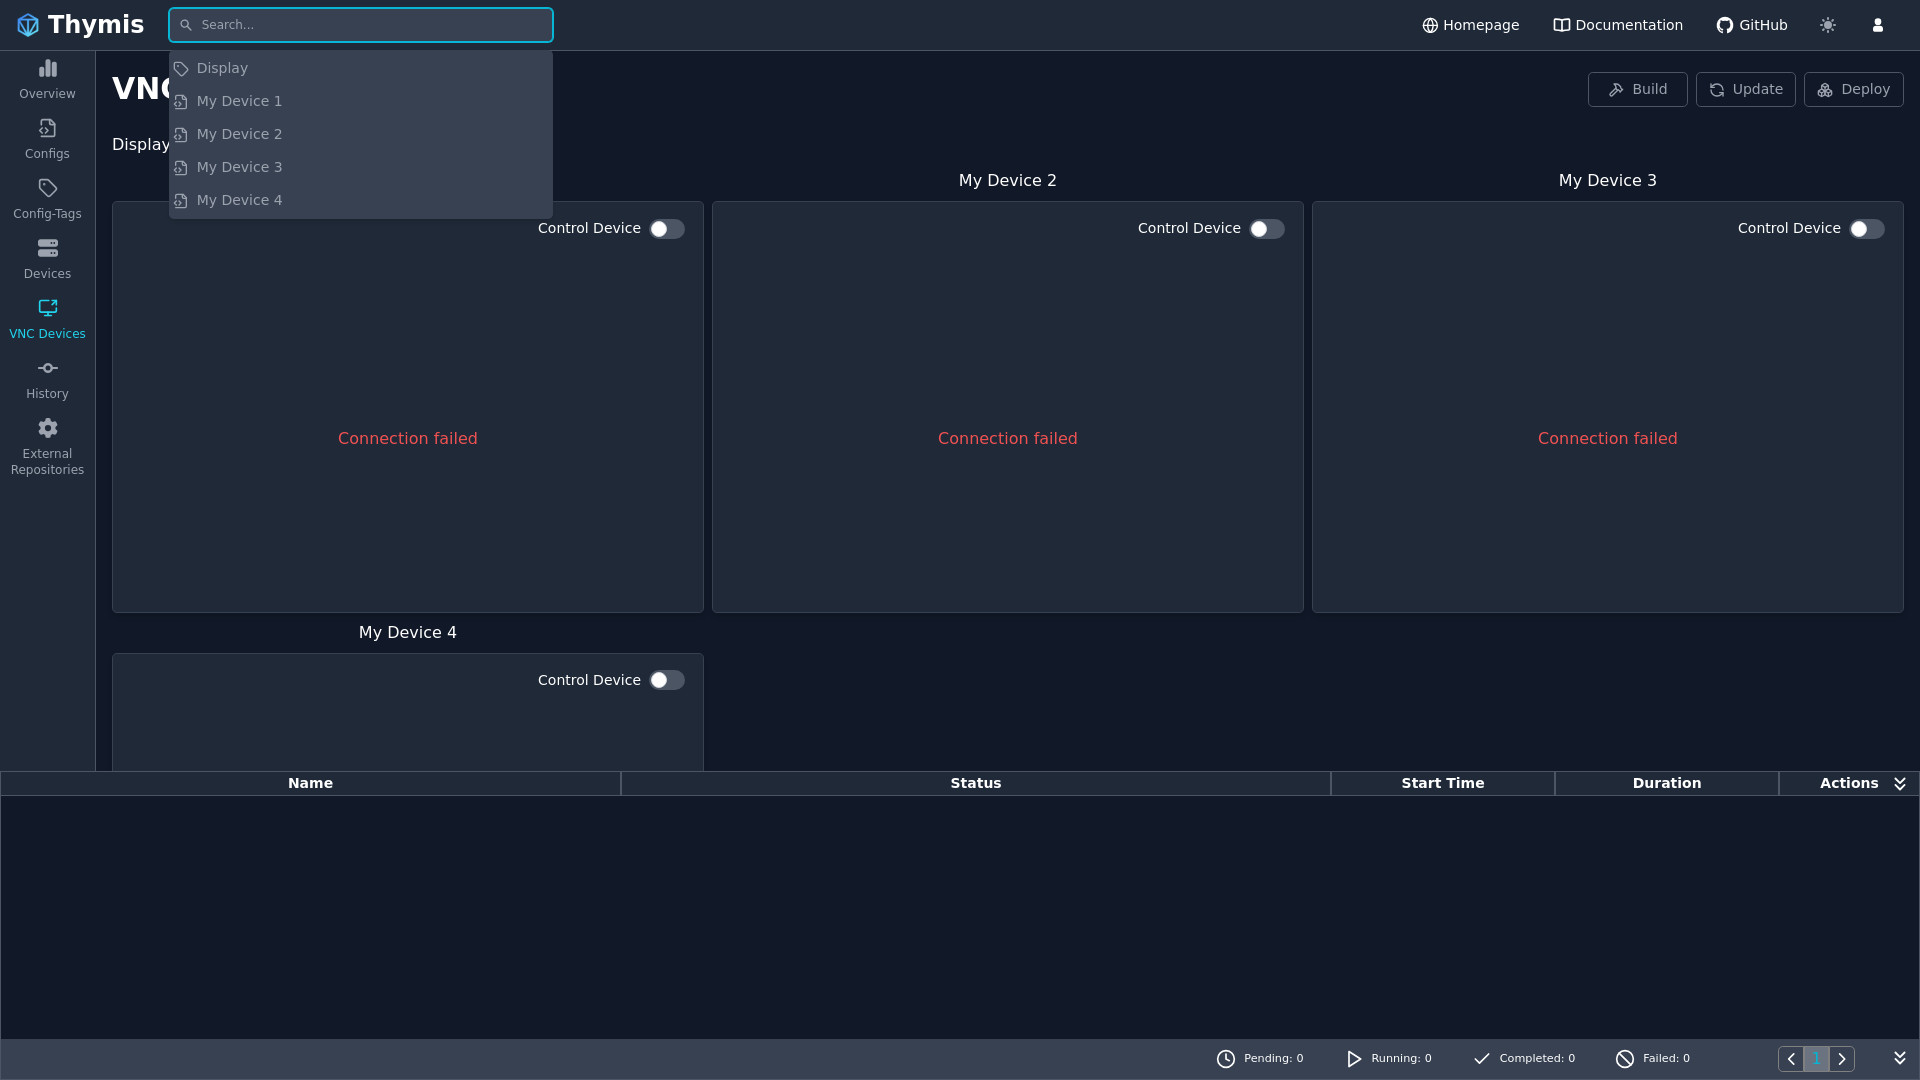 Thymis
Search...
Homepage
Documentation
GitHub
Display
My Device 1
My Device 2
My Device 3
My Device 4
Overview
Configs
Config-Tags
Devices
VNC Devices
History
External
Repositories
VNC
Build
Update
Deploy
Display
My Device 2
My Device 3
Control Device
Control Device
Control Device
Connection failed
Connection failed
Connection failed
My Device 4
Control Device
Name
Status
Start Time
Duration
Actions
Pending: 0
Running: 0
Completed: 0
Failed: 0
1